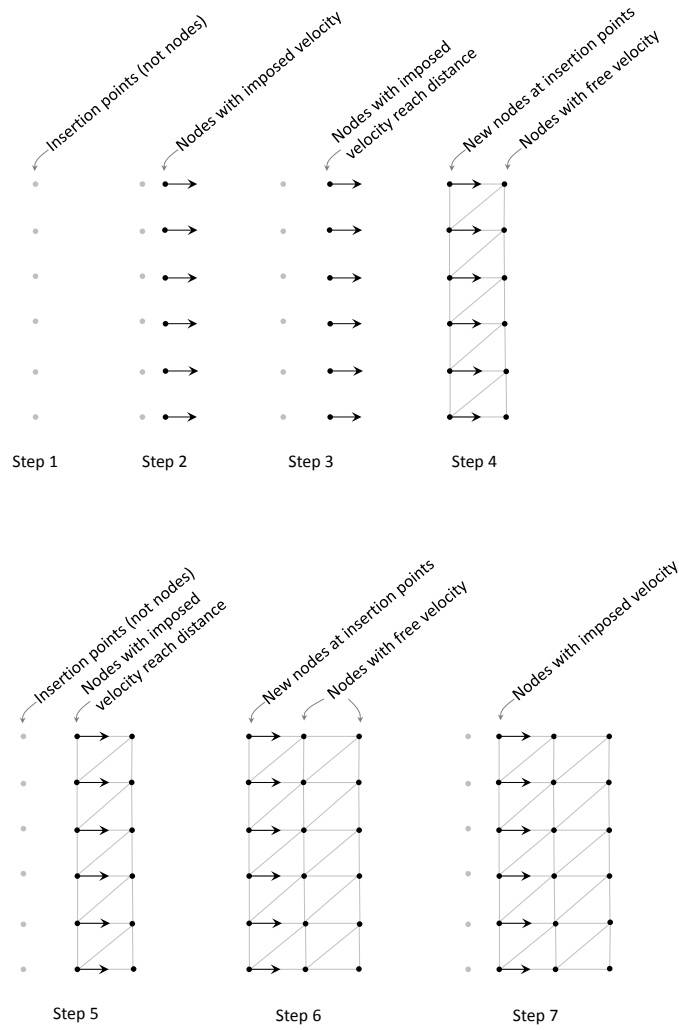 Insertion points (not nodes)
Nodes with imposed velocity
Nodes with imposed
velocity reach distance
New nodes at insertion points
Nodes with free velocity
Step 1
Step 2
Step 3
Step 4
Insertion points (not nodes)
Nodes with imposed
velocity reach distance
New nodes at insertion points
Nodes with free velocity
Nodes with imposed velocity
Step 5
Step 6
Step 7